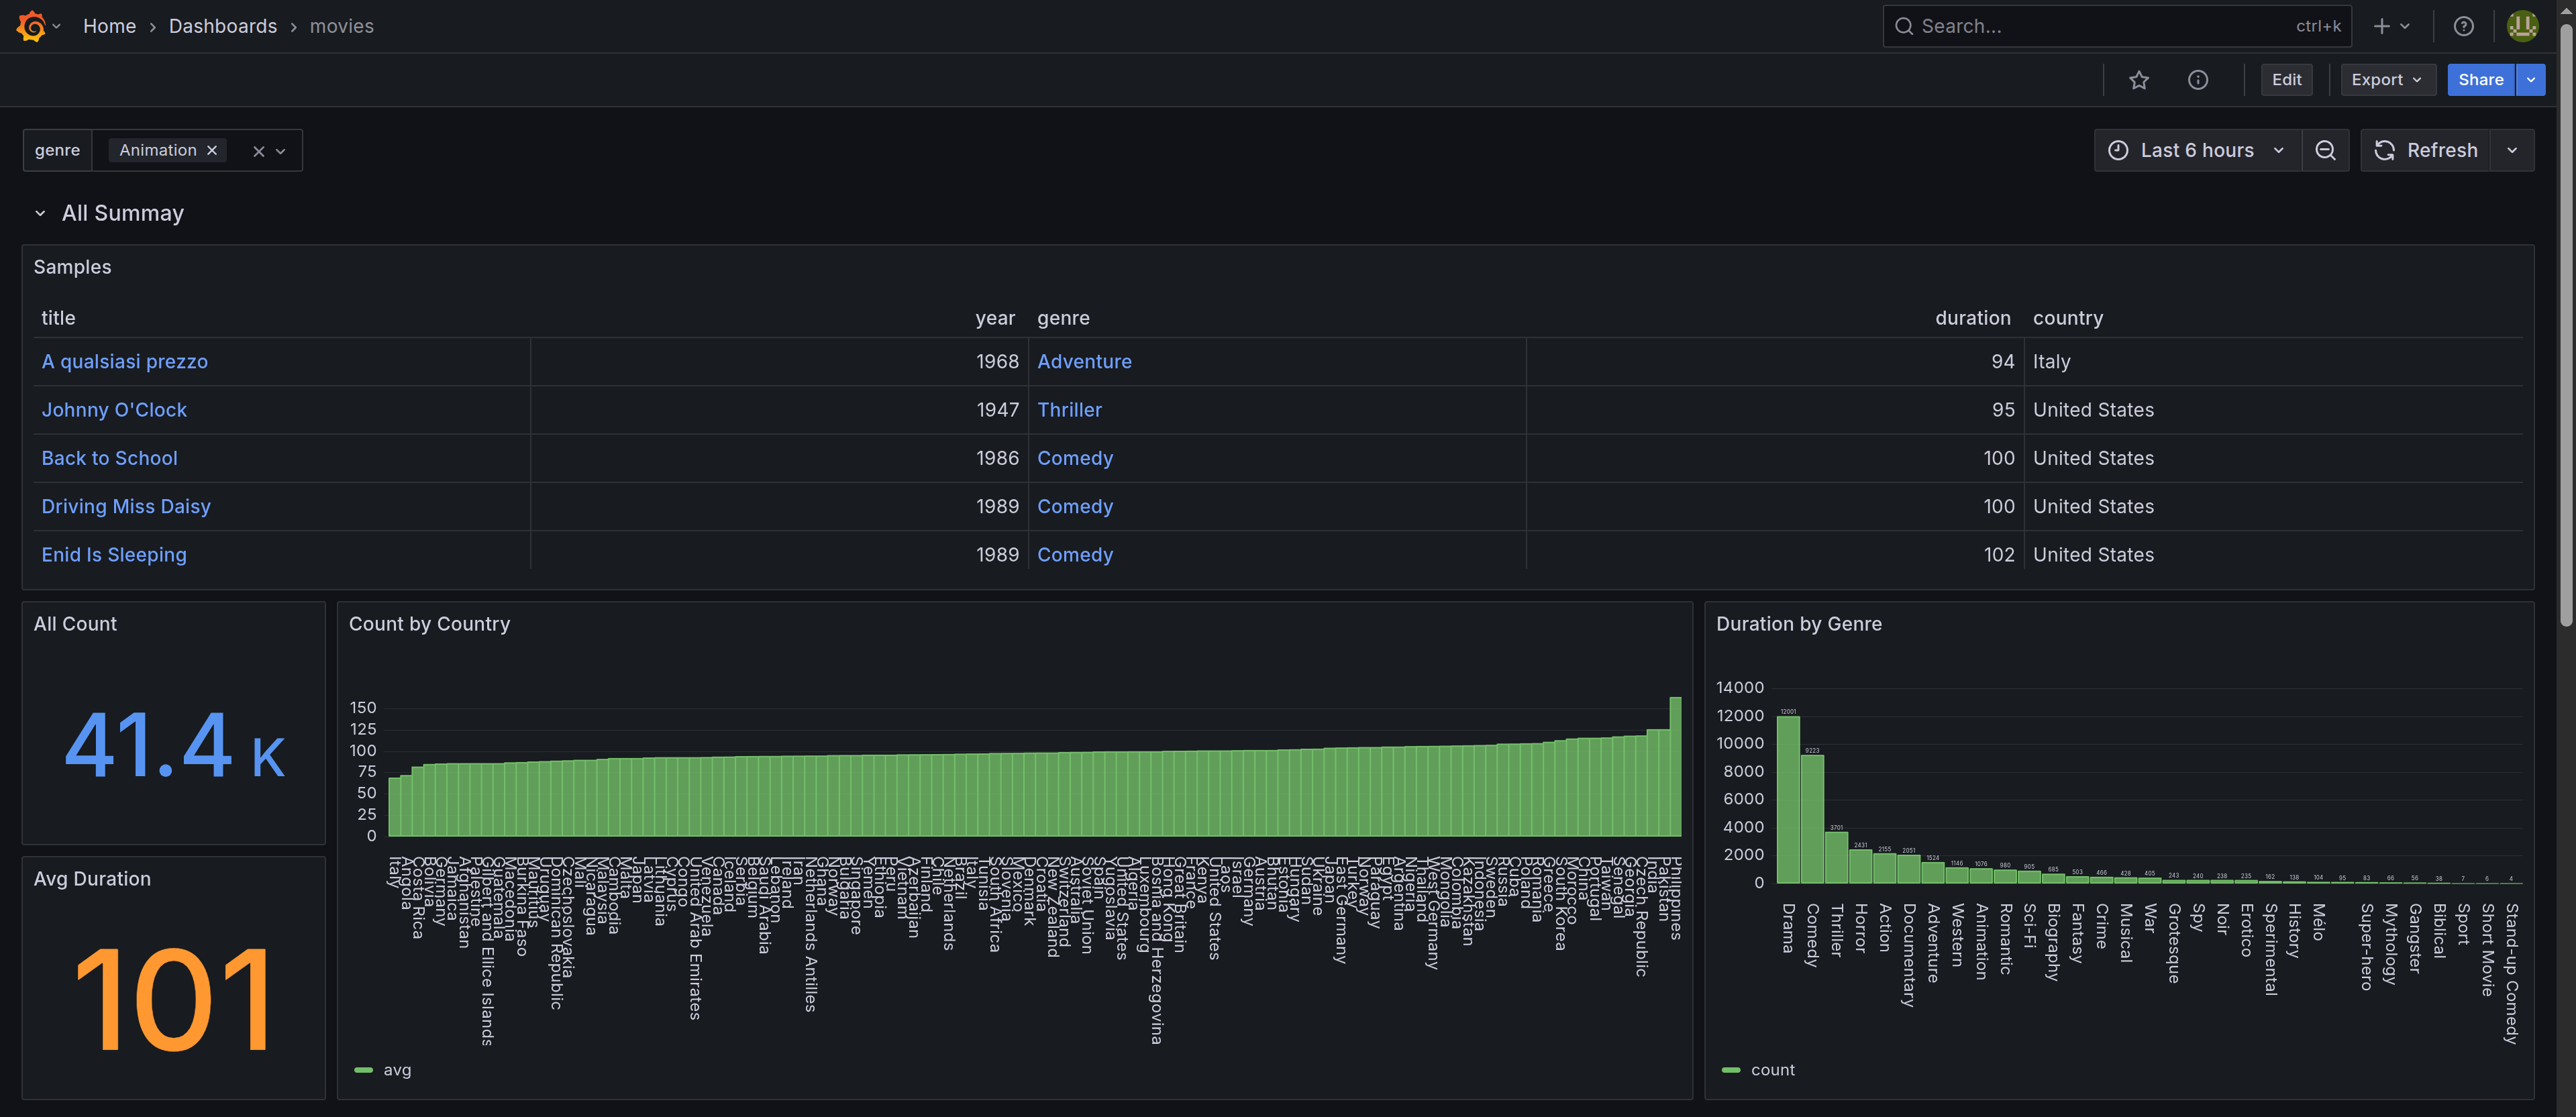 Home › Dashboards › movies
Search... ctrl+k
Edit Export Share
genre Animation
Last 6 hours Refresh
All Summay
Samples
title year genre duration country
A qualsiasi prezzo 1968 Adventure 94 Italy
Johnny O'Clock 1947 Thriller 95 United States
Back to School 1986 Comedy 100 United States
Driving Miss Daisy 1989 Comedy 100 United States
Enid Is Sleeping 1989 Comedy 102 United States
All Count
41.4 K
Avg Duration
101
Count by Country
150
125
100
75
50
25
0
Italy
Angola
Costa Rica
Bolivia
Germany
Jamaica
Afghanistan
Palestine
Gilbert and Ellice Islands
Guatemala
Macedonia
Burkina Faso
Mauritius
Uruguay
Dominican Republic
Czechoslovakia
Mali
Nicaragua
Malaysia
Cambodia
Malta
Japan
Latvia
Lithuania
Cyprus
Congo
United Arab Emirates
Venezuela
Canada
Iceland
Serbia
Belgium
Saudi Arabia
Lebanon
Ireland
Iran
Netherlands Antilles
Ghana
Norway
Bulgaria
Singapore
Yemen
Ethiopia
Peru
Vietnam
Azerbaijan
Finland
Chile
Netherlands
Brazil
Italy
Tunisia
South Africa
Slovenia
Mexico
Denmark
Croatia
New Zealand
Switzerland
Australia
Soviet Union
Spain
Yugoslavia
United States
Algeria
Luxembourg
Bosnia and Herzegovina
Hong Kong
Great Britain
France
Kenya
United States
Laos
Israel
Germany
Austria
Bhutan
Estonia
Hungary
Sudan
Ukraine
Japan
East Germany
Turkey
Norway
Paraguay
Egypt
Argentina
Nigeria
Thailand
West Germany
Mongolia
China
Kazakhstan
Indonesia
Sweden
Russia
Cuba
Poland
Romania
Greece
South Korea
Morocco
Colombia
Portugal
Taiwan
Senegal
Georgia
Czech Republic
India
Pakistan
Philippines
avg
Duration by Genre
14000
12000
10000
8000
6000
4000
2000
0
12001 9223 3701 2431 2155 2051 1524 1146 1076 980 905 685 503 466 428 405 243 240 238 235 162 138 104 95 83 66 56 38 7 6 4
Drama
Comedy
Thriller
Horror
Action
Documentary
Adventure
Western
Animation
Romantic
Sci-Fi
Biography
Fantasy
Crime
Musical
War
Grotesque
Spy
Noir
Erotico
Sperimental
History
Melo
Super-hero
Mythology
Gangster
Biblical
Sport
Short Movie
Stand-up Comedy
count